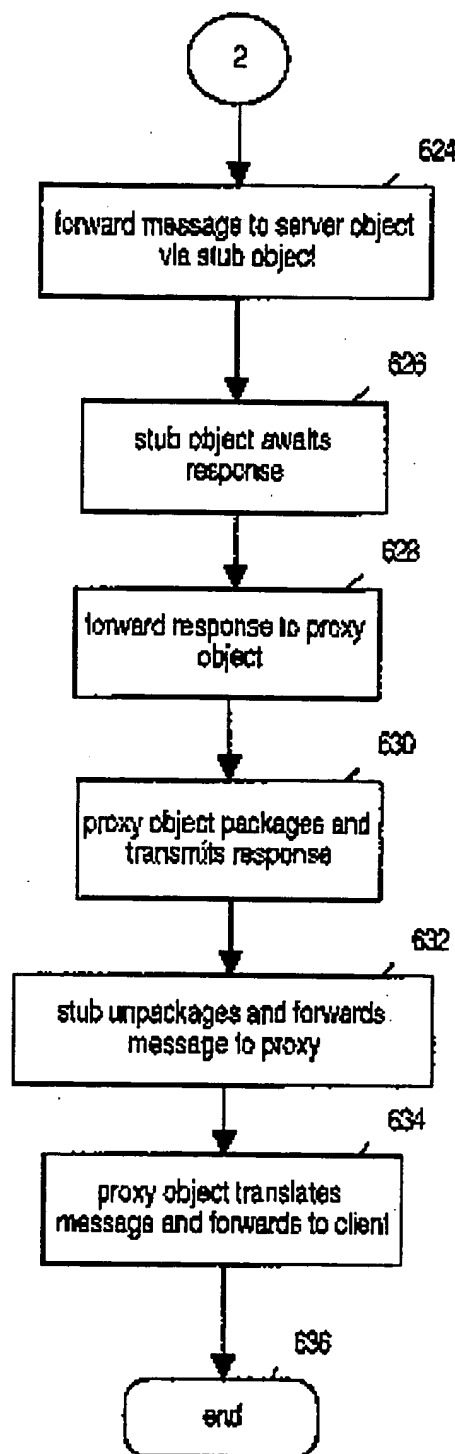 2
624
forward message to server object
via stub object
626
stub object awaits
response
628
forward response to proxy
object
630
proxy object packages and
transmits response
632
stub unpackages and forwards
message to proxy
634
proxy object translates
message and forwards to client
636
end